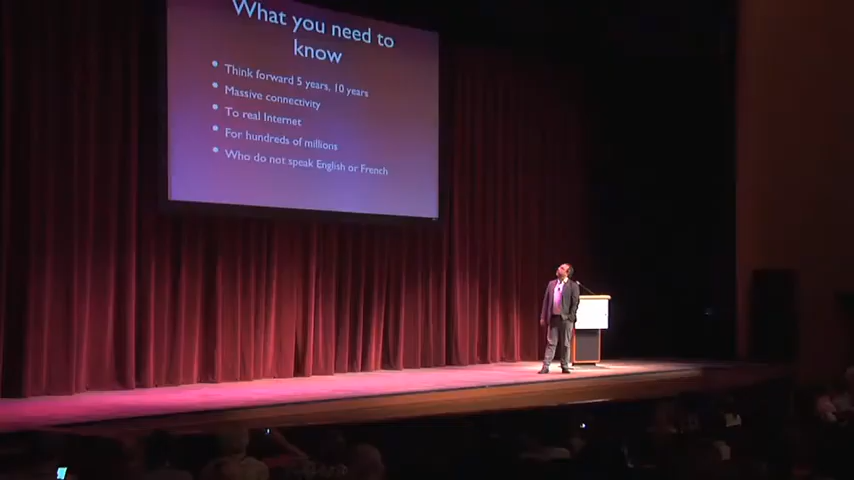 What you need to
know
• Think forward 5 years, 10 years
• Massive connectivity
• To real Internet
• For hundreds of millions
• Who do not speak English or French